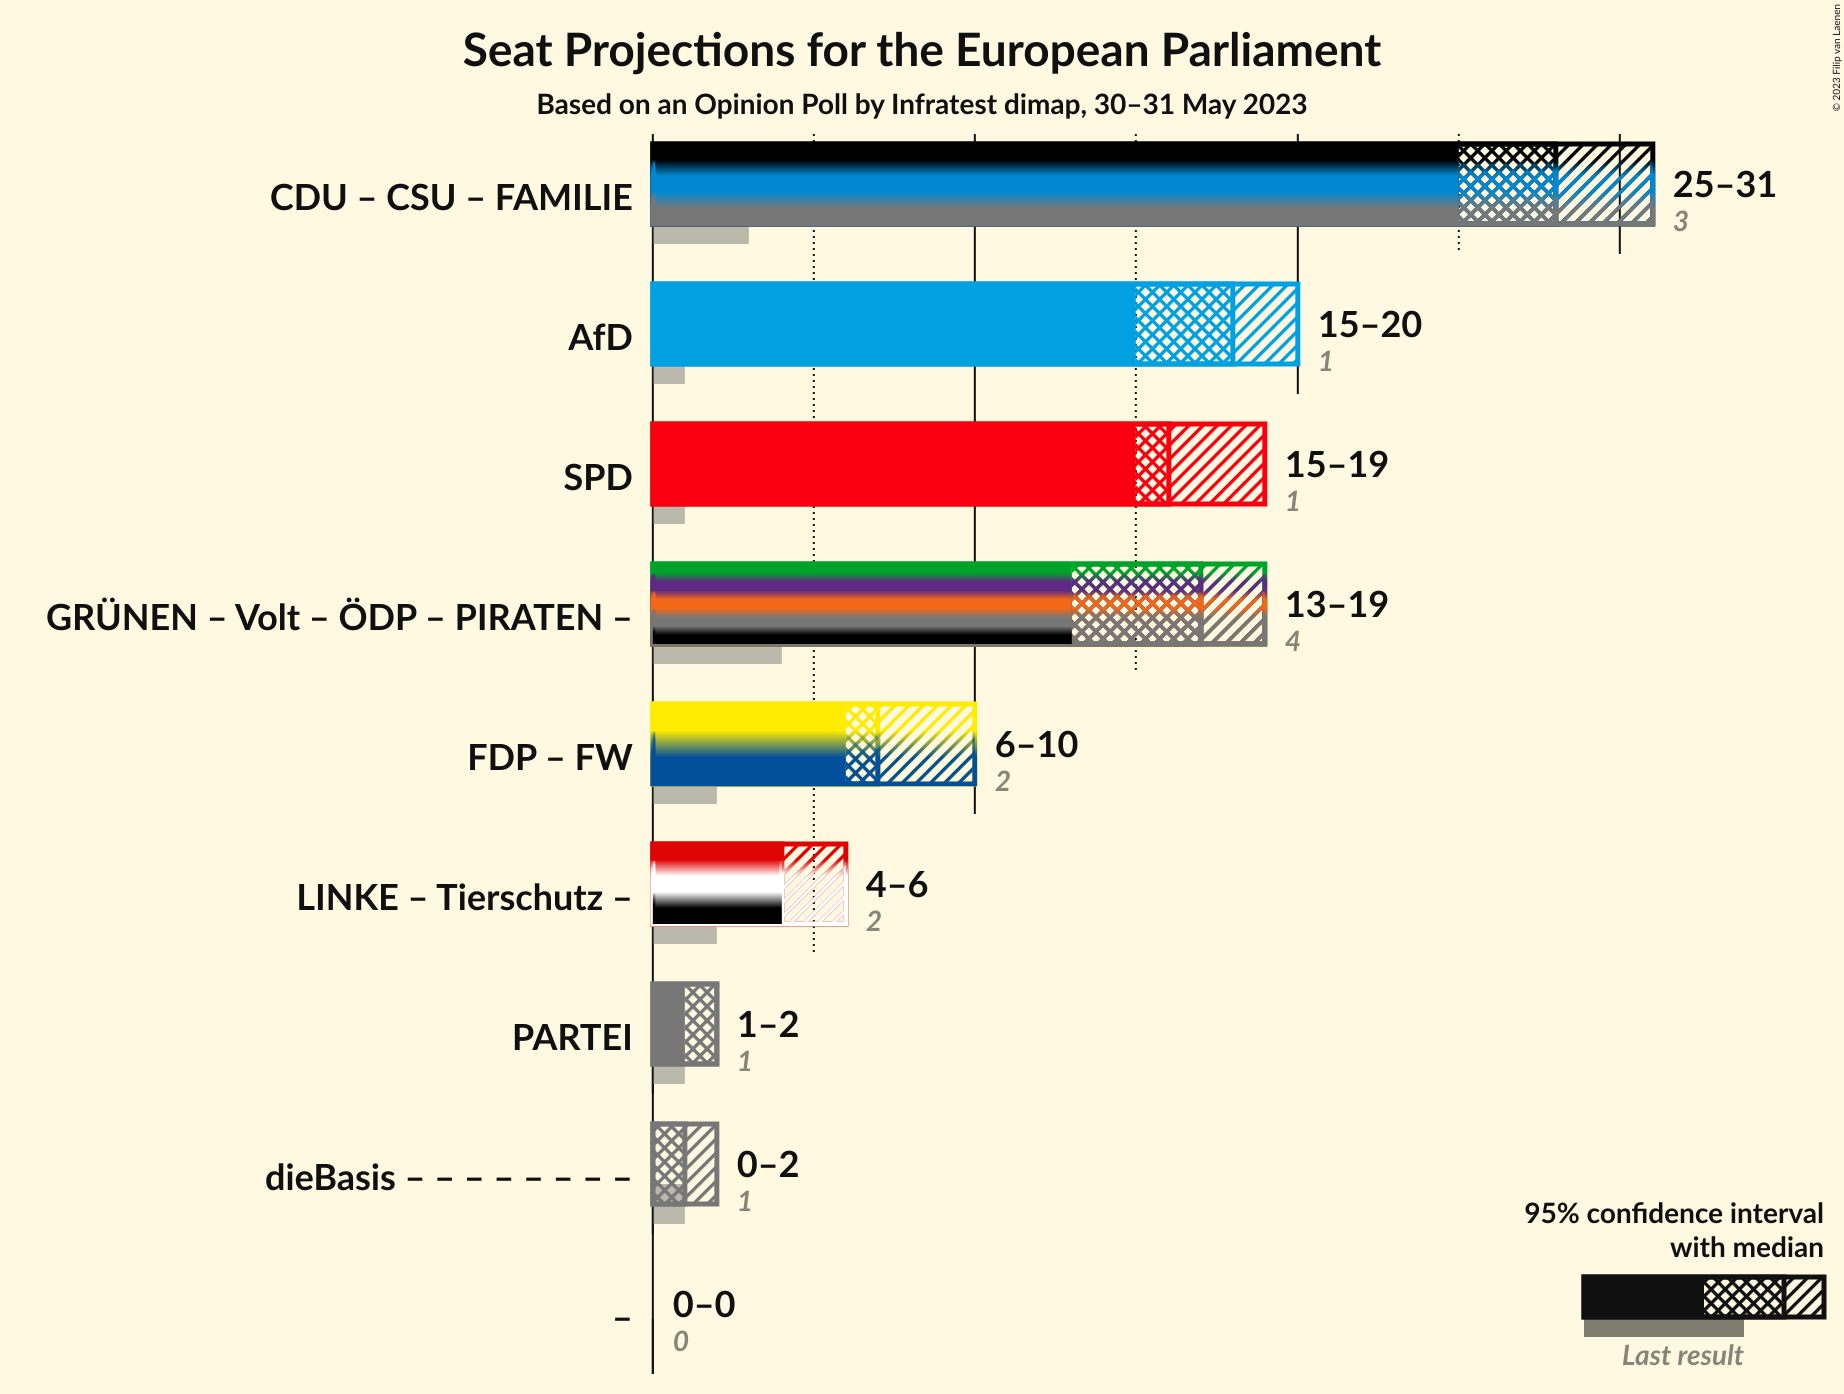 Seat Projections for the European Parliament
Based on an Opinion Poll by Infratest dimap, 30–31 May 2023
© 2023 Filip van Laenen
CDU – CSU – FAMILIE
25–31
3
AfD
15–20
1
SPD
15–19
1
GRÜNEN – Volt – ÖDP – PIRATEN –
13–19
4
FDP – FW
6–10
2
LINKE – Tierschutz –
4–6
2
PARTEI
1–2
1
dieBasis – – – – – – – –
0–2
1
–
0–0
0
95% confidence interval
with median
Last result